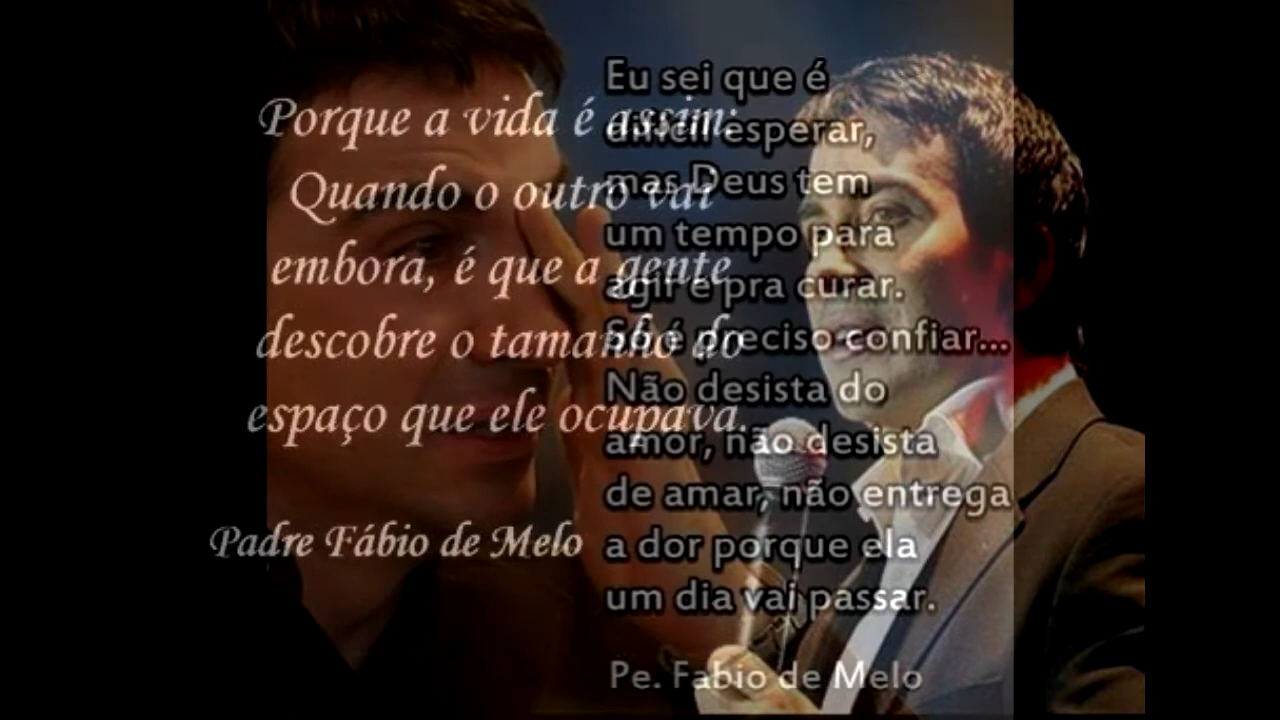 Porque a vida é assim:
Quando o outro vai
embora, é que a gente
descobre o tamanho do
espaço que ele ocupava.
Padre Fábio de Melo
Eu sei que é
difícil esperar,
mas Deus tem
um tempo para
agir e pra curar.
Só é preciso confiar...
Não desista do
amor, não desista
de amar, não entrega
a dor porque ela
um dia vai passar.
Pe. Fabio de Melo